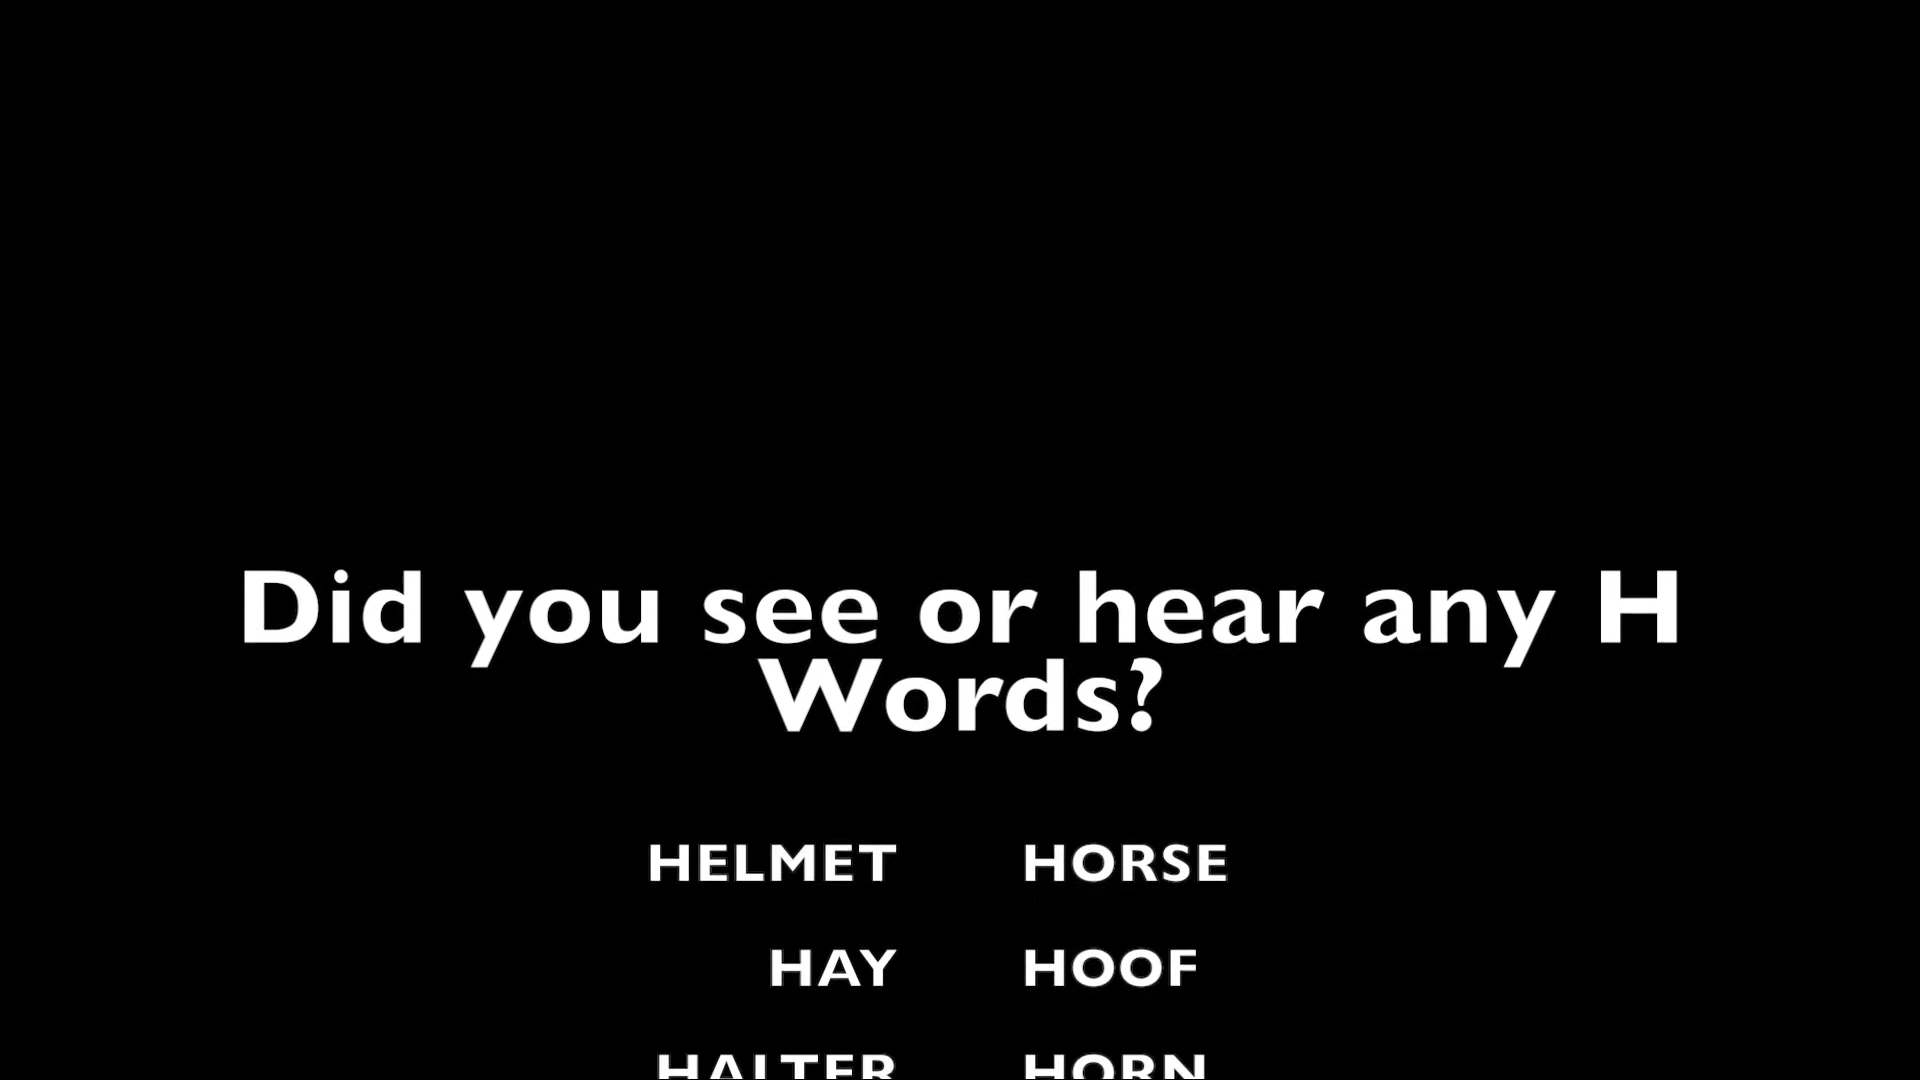 Did you see or hear any H
Words?
HELMET HORSE
HAY HOOF
HALTER HORN